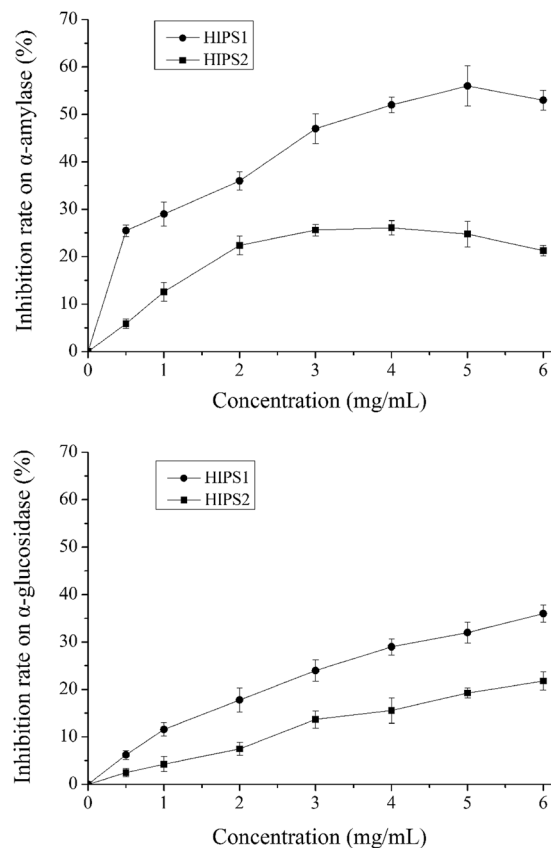 70
60
50
40
30
20
10
0
Inhibition rate on α-amylase (%)
HIPS1
HIPS2
0 1 2 3 4 5 6
Concentration (mg/mL)
70
60
50
40
30
20
10
0
Inhibition rate on α-glucosidase (%)
HIPS1
HIPS2
0 1 2 3 4 5 6
Concentration (mg/mL)